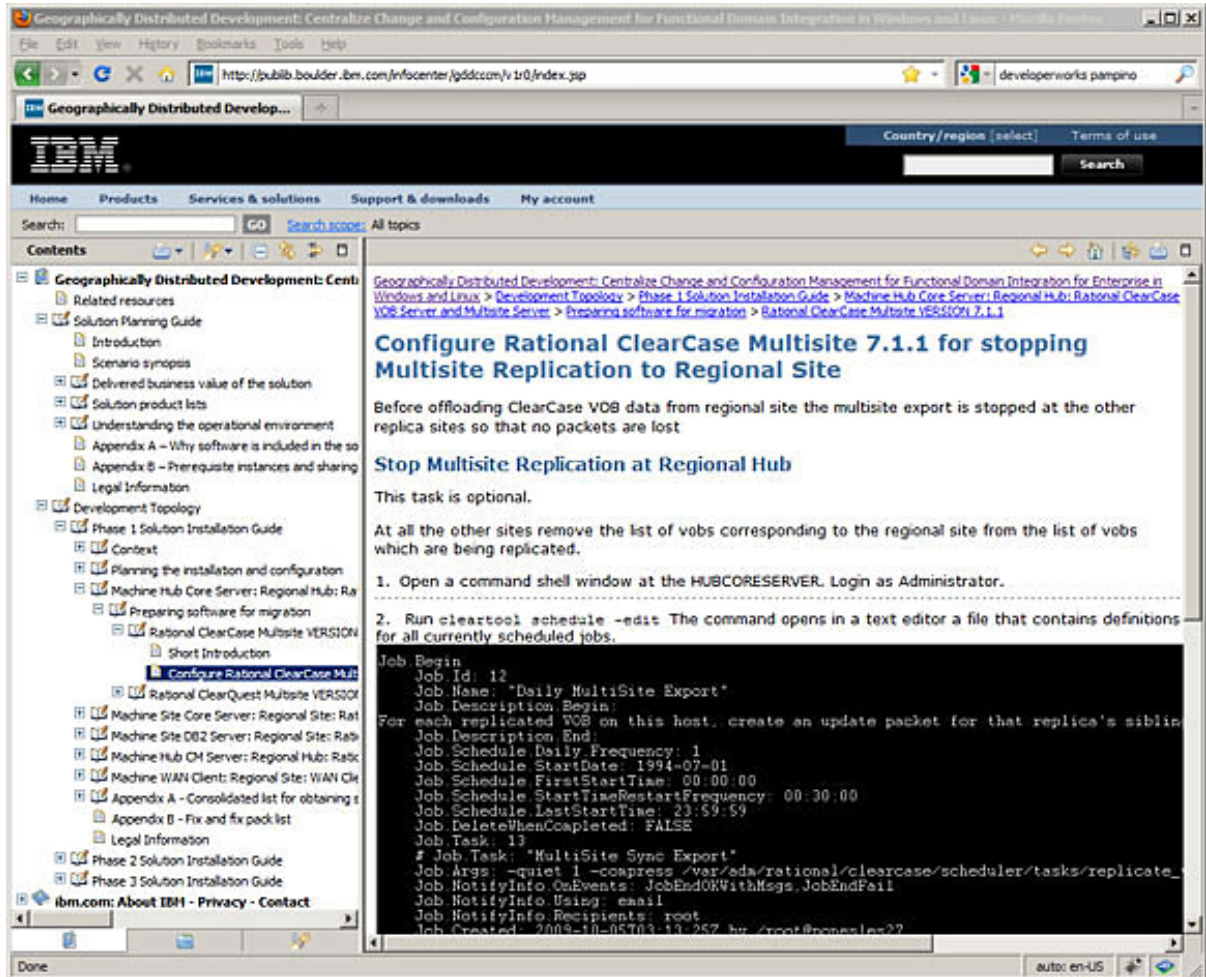 Geographically Distributed Development: Centralize Change and Configuration Management for Functional Domain Integration in Windows and Linux - Mozilla Firefox
File Edit View History Bookmarks Tools Help
http://publib.boulder.ibm.com/infocenter/gddcccm/v1r0/index.jsp
developerworks pampino
Geographically Distributed Develop...
Country/region [select] Terms of use
IBM
Search
Home Products Services & solutions Support & downloads My account
Search: GO Search scope: All topics
Contents
Geographically Distributed Development: Centr
Related resources
Solution Planning Guide
Introduction
Scenario synopsis
Delivered business value of the solution
Solution product lists
Understanding the operational environment
Appendix A – Why software is included in the so
Appendix B – Prerequisite instances and sharing
Legal Information
Development Topology
Phase 1 Solution Installation Guide
Context
Planning the installation and configuration
Machine Hub Core Server: Regional Hub: Ra
Preparing software for migration
Rational ClearCase Multisite VERSION
Short Introduction
Configure Rational ClearCase Mult
Rational ClearQuest Multisite VERSION
Machine Site Core Server: Regional Site: Rat
Machine Site DB2 Server: Regional Site: Ratio
Machine Hub CM Server: Regional Hub: Ratio
Machine WAN Client: Regional Site: WAN Clie
Appendix A - Consolidated list for obtaining s
Appendix B - Fix and fix pack list
Legal Information
Phase 2 Solution Installation Guide
Phase 3 Solution Installation Guide
ibm.com: About IBM - Privacy - Contact
Geographically Distributed Development: Centralize Change and Configuration Management for Functional Domain Integration for Enterprise in
Windows and Linux > Development Topology > Phase 1 Solution Installation Guide > Machine Hub Core Server: Regional Hub: Rational ClearCase
VOB Server and Multisite Server > Preparing software for migration > Rational ClearCase Multisite VERSION 7.1.1
Configure Rational ClearCase Multisite 7.1.1 for stopping
Multisite Replication to Regional Site
Before offloading ClearCase VOB data from regional site the multisite export is stopped at the other
replica sites so that no packets are lost
Stop Multisite Replication at Regional Hub
This task is optional.
At all the other sites remove the list of vobs corresponding to the regional site from the list of vobs
which are being replicated.
1. Open a command shell window at the HUBCORESERVER. Login as Administrator.
2. Run cleartool schedule -edit The command opens in a text editor a file that contains definitions
for all currently scheduled jobs.
Job.Begin
Job.Id: 12
Job.Name: "Daily MultiSite Export"
Job.Description.Begin:
For each replicated VOB on this host, create an update packet for that replica's siblin
Job.Description.End:
Job.Schedule.Daily.Frequency: 1
Job.Schedule.StartDate: 1994-07-01
Job.Schedule.FirstStartTime: 00:00:00
Job.Schedule.StartTimeRestartFrequency: 00:30:00
Job.Schedule.LastStartTime: 23:59:59
Job.DeleteWhenCompleted: FALSE
Job.Task: 13
# Job.Task: "MultiSite Sync Export"
Job.Args: -quiet 1 -compress /var/adm/rational/clearcase/scheduler/tasks/replicate_
Job.NotifyInfo.OnEvents: JobEndOKWithMsgs,JobEndFail
Job.NotifyInfo.Using: email
Job.NotifyInfo.Recipients: root
Job.Created: 2009-10-05T03:13:25Z by
Done
auto: en-US